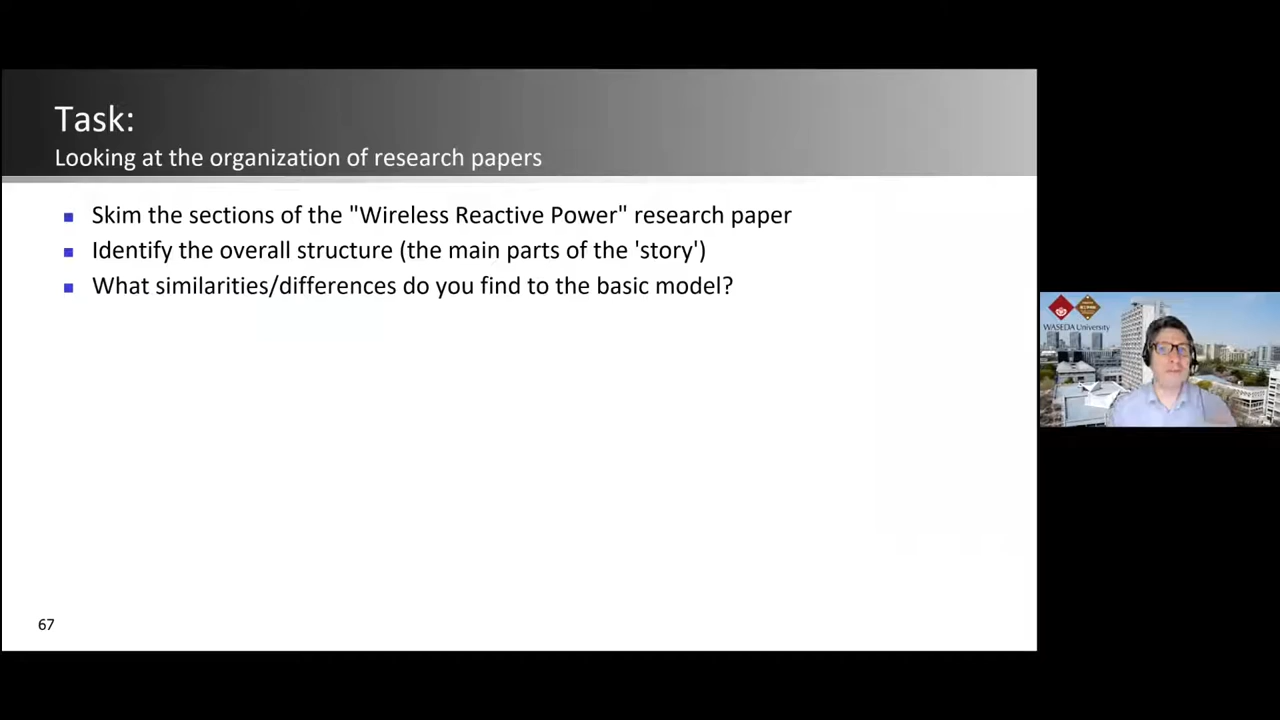 Task:
Looking at the organization of research papers
Skim the sections of the "Wireless Reactive Power" research paper
Identify the overall structure (the main parts of the 'story')
What similarities/differences do you find to the basic model?
WASEDA University
67